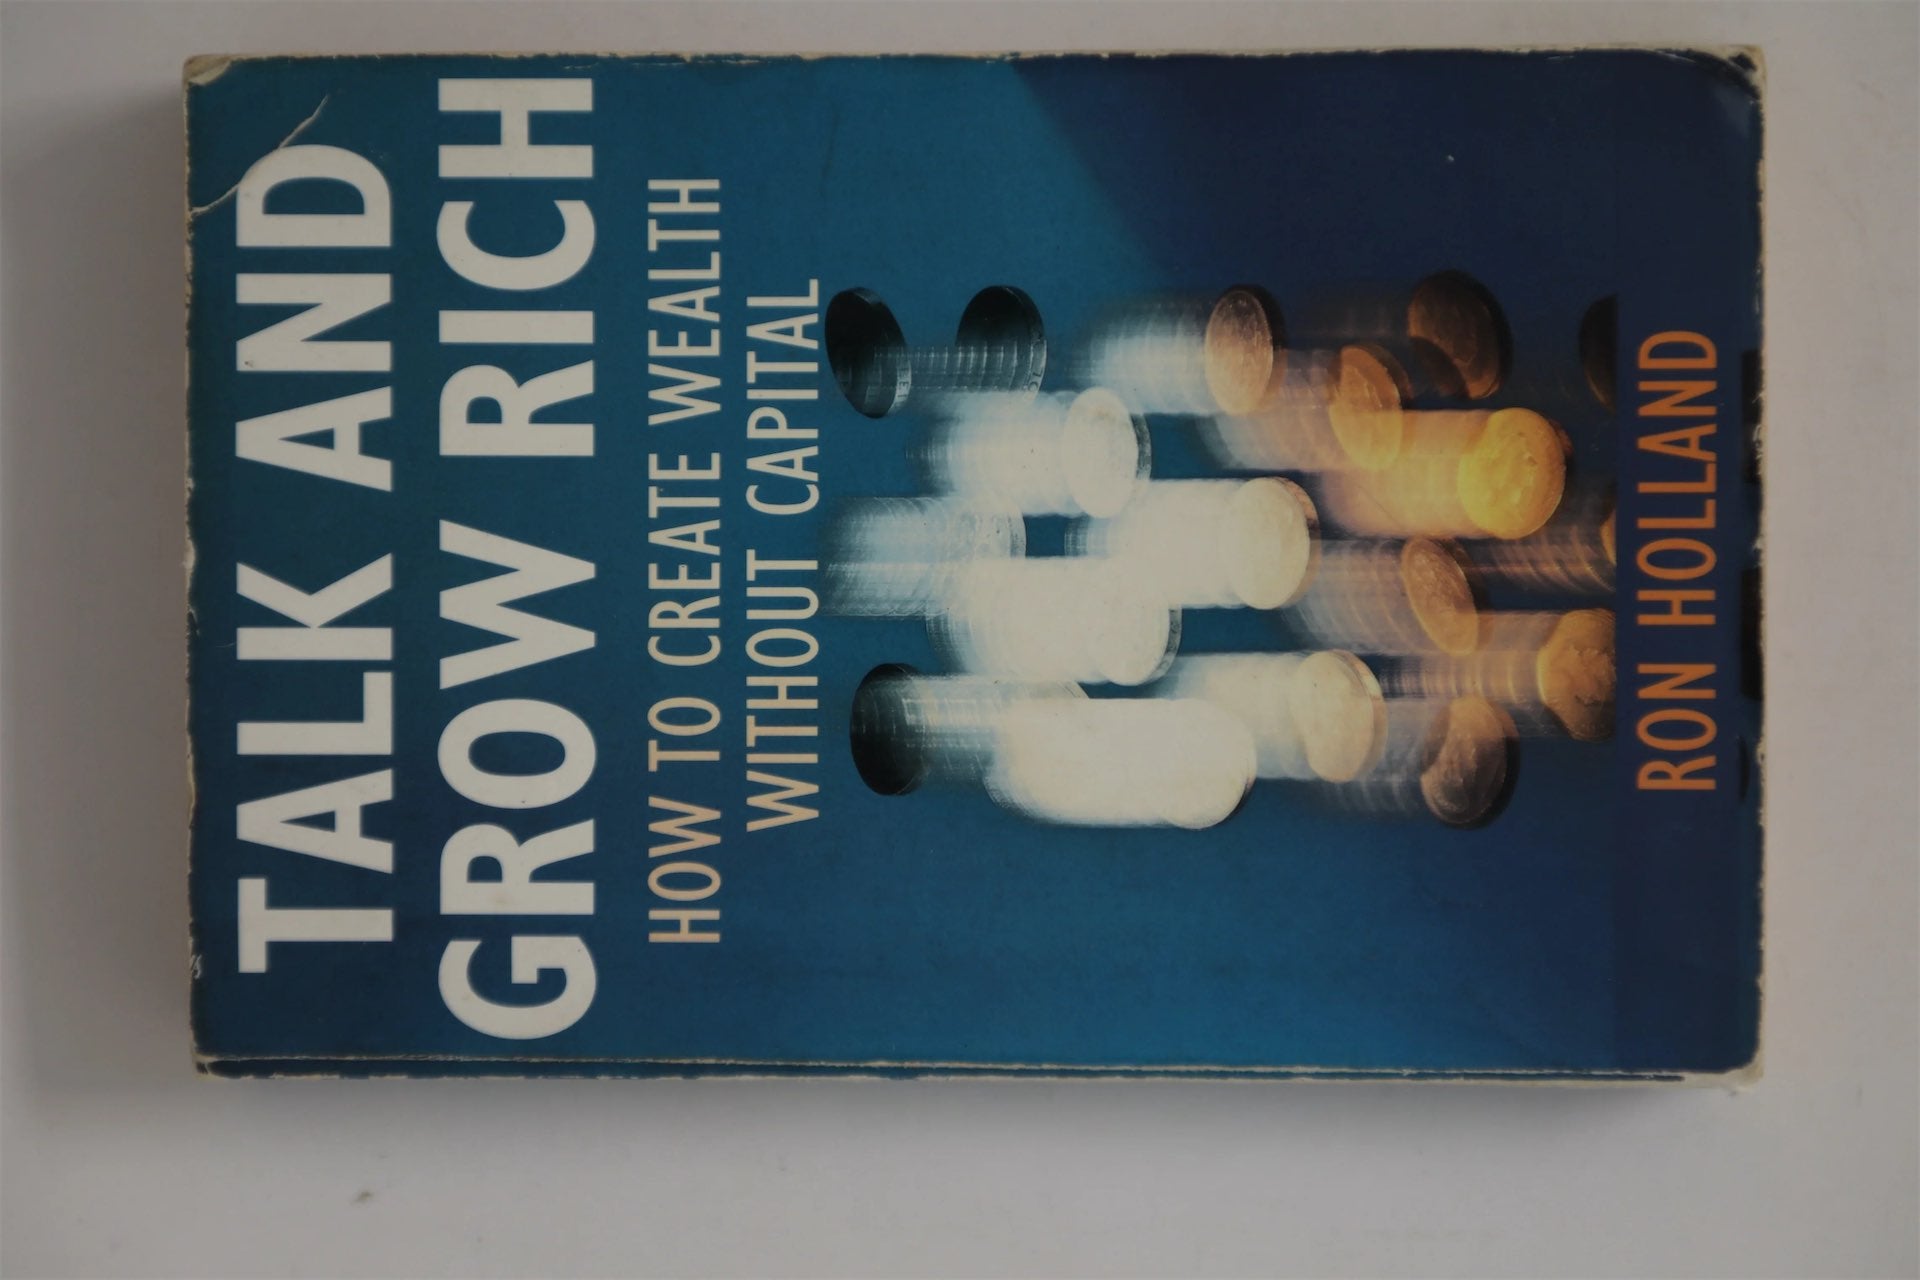 TALK AND
GROW RICH
HOW TO CREATE WEALTH
WITHOUT CAPITAL
RON HOLLAND